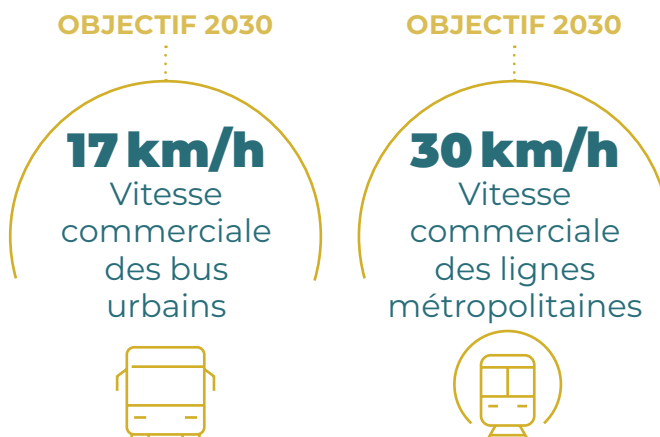 OBJECTIF 2030
17 km/h
Vitesse
commerciale
des bus
urbains
OBJECTIF 2030
30 km/h
Vitesse
commerciale
des lignes
métropolitaines